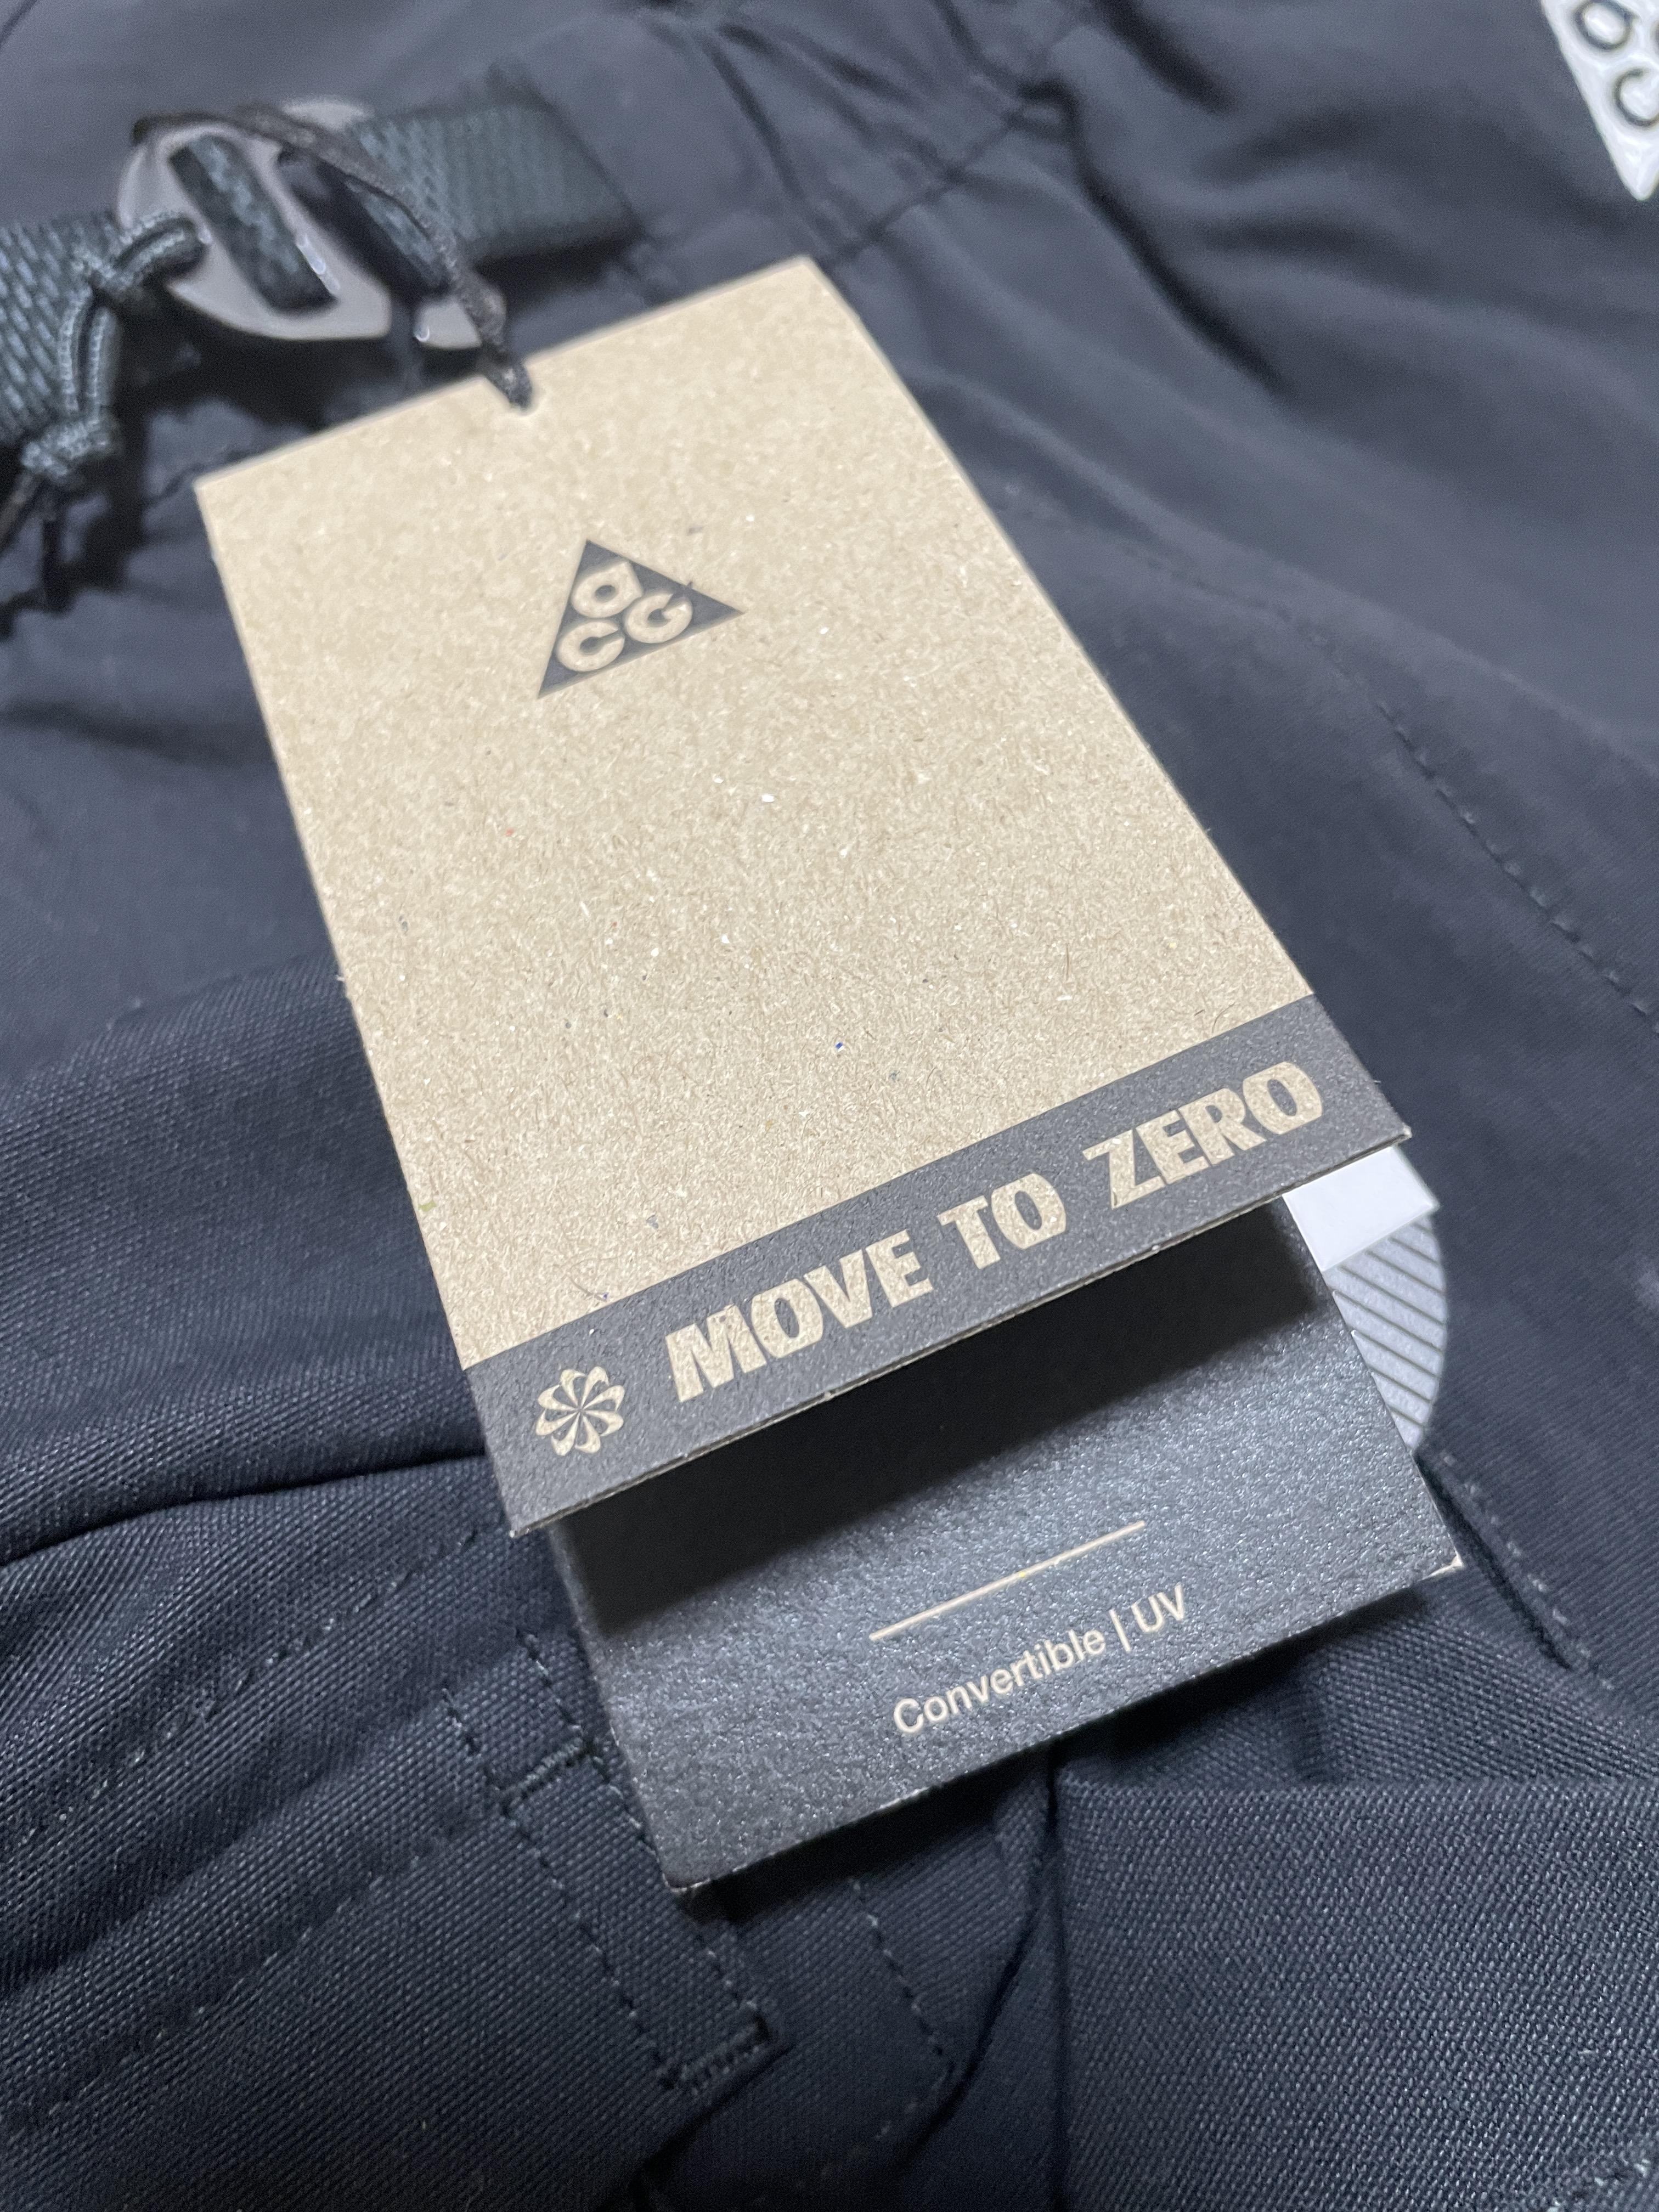 aCG
MOVE TO ZERO
Convertible | UV